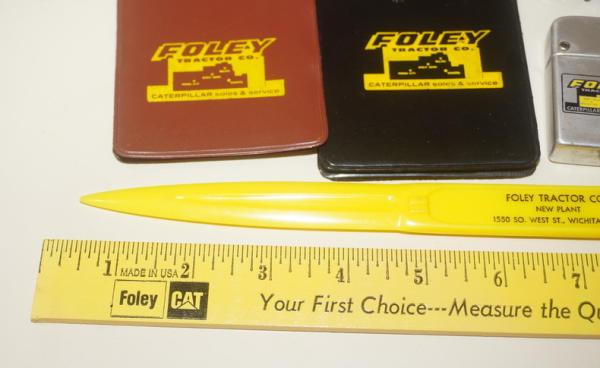 FOLEY
TRACTOR CO.
CATERPILLAR sales & service
FOLEY
TRACTOR CO.
CATERPILLAR sales & service
FOLEY TRACTOR CO
NEW PLANT
1550 SO. WEST ST., WICHITA
1 MADE IN USA 2 3 4 5 6 7
Foley CAT Your First Choice---Measure the